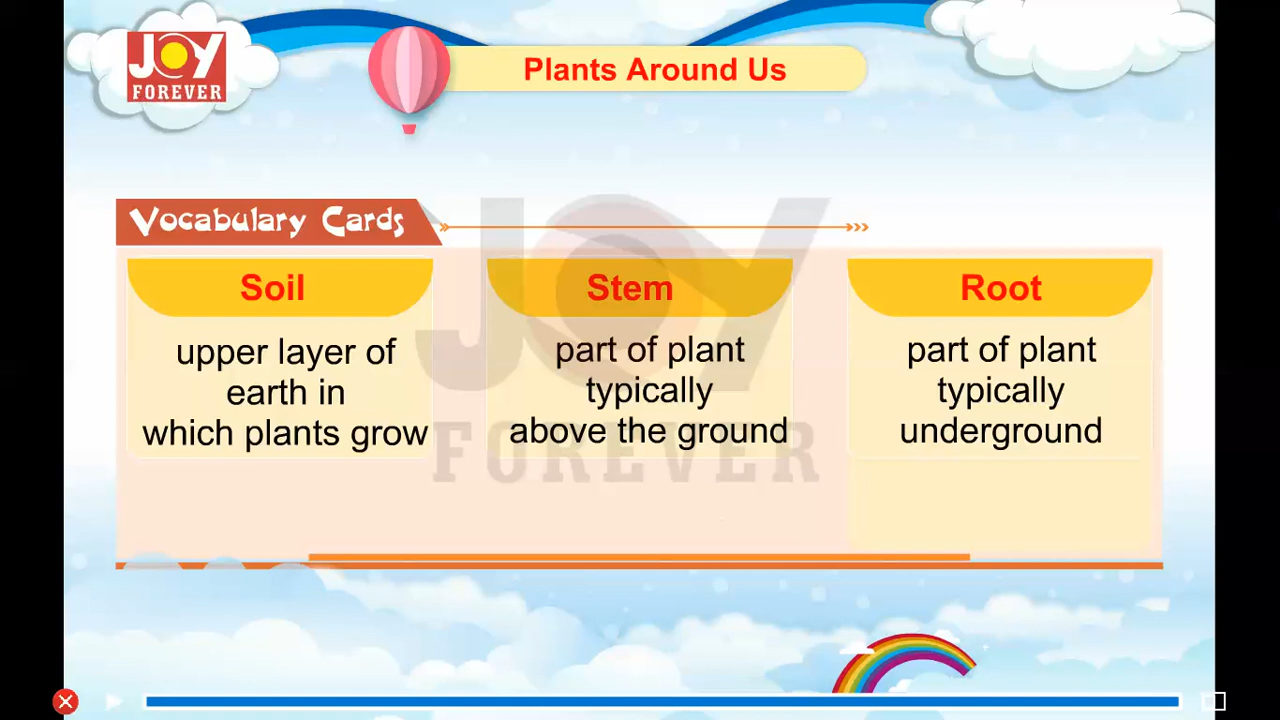 JOY
FOREVER
Plants Around Us
Vocabulary Cards
Soil
upper layer of
earth in
which plants grow
Stem
part of plant
typically
above the ground
Root
part of plant
typically
underground
JOY
FOREVER